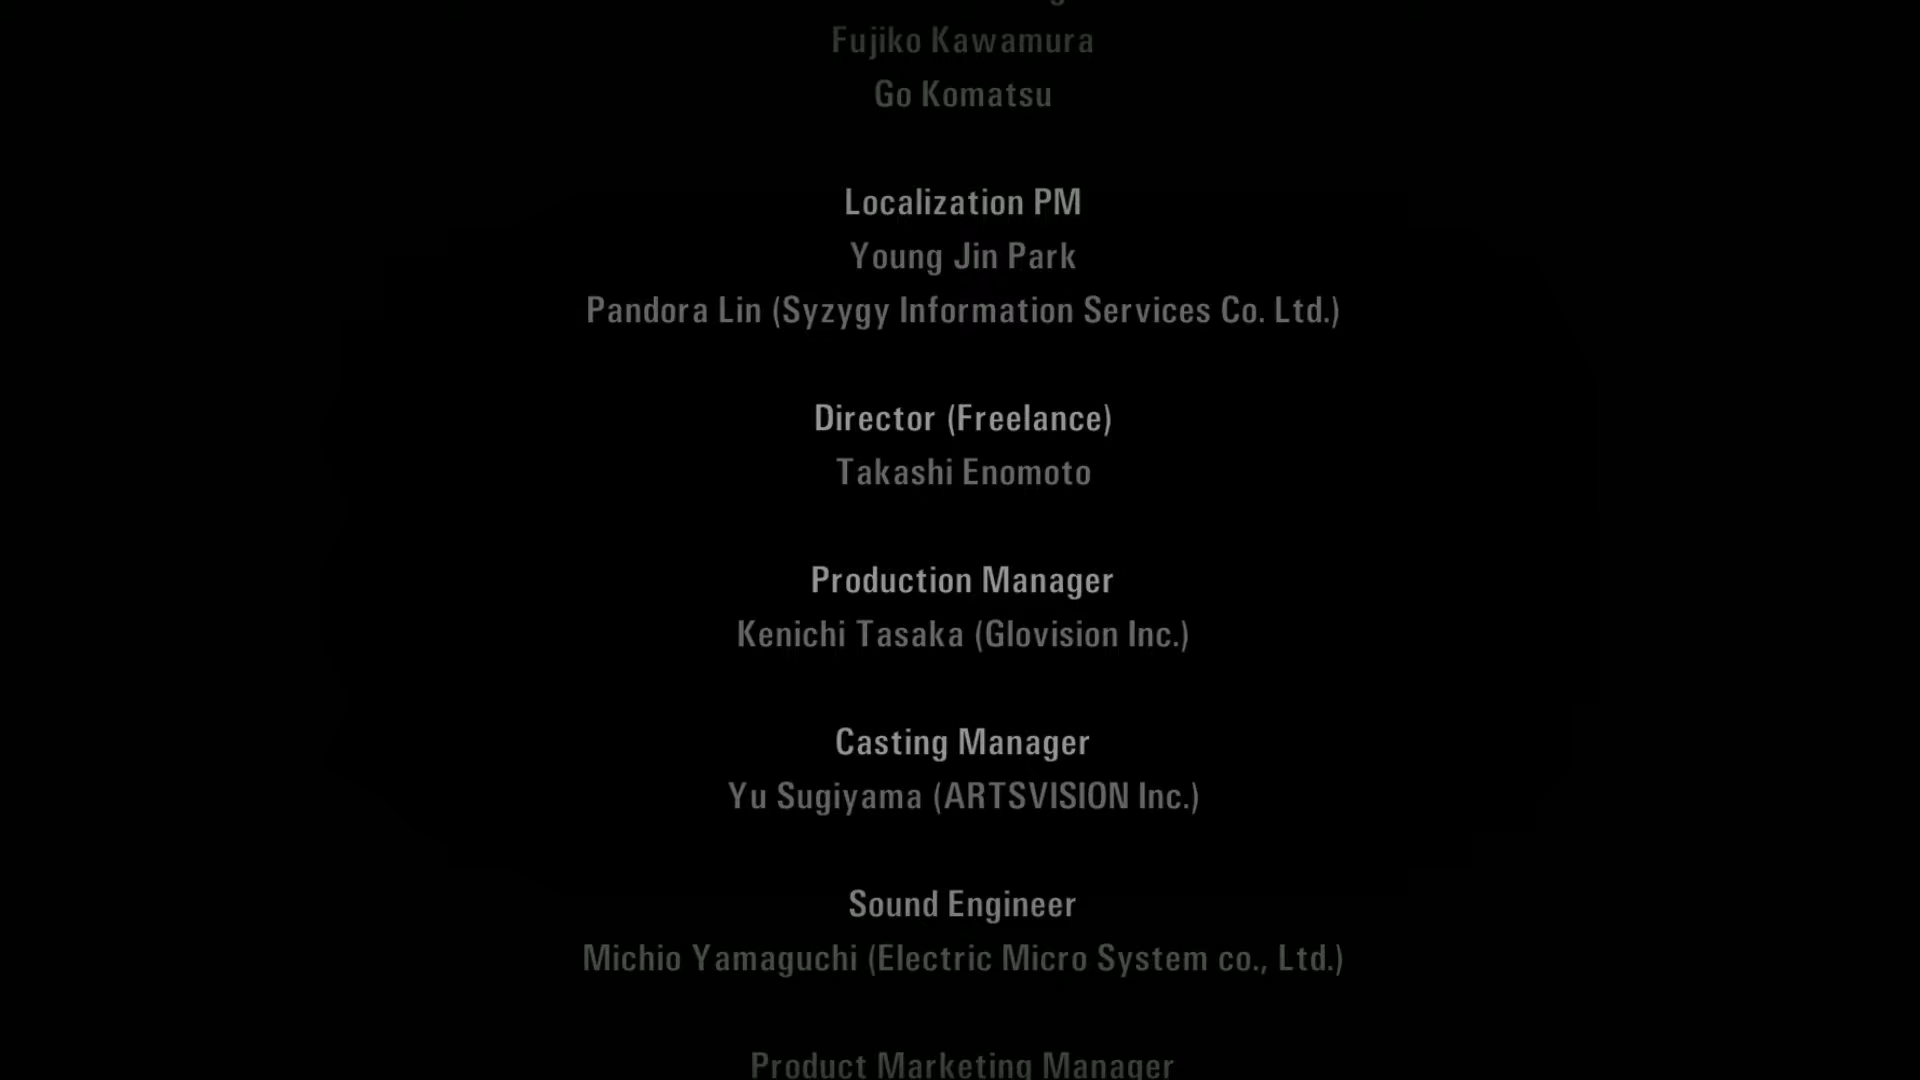 Fujiko Kawamura
Go Komatsu
Localization PM
Young Jin Park
Pandora Lin (Syzygy Information Services Co. Ltd.)
Director (Freelance)
Takashi Enomoto
Production Manager
Kenichi Tasaka (Glovision Inc.)
Casting Manager
Yu Sugiyama (ARTSVISION Inc.)
Sound Engineer
Michio Yamaguchi (Electric Micro System co., Ltd.)
Product Marketing Manager